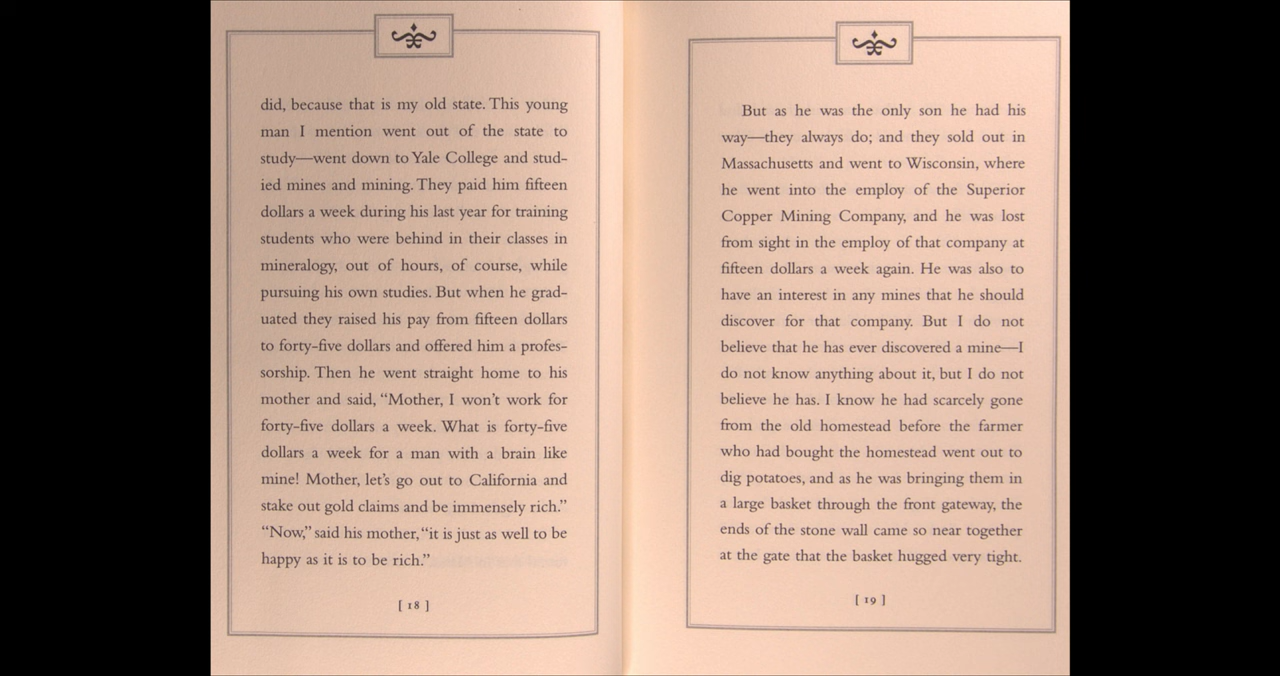 did, because that is my old state. This young
man I mention went out of the state to
study—went down to Yale College and stud-
ied mines and mining. They paid him fifteen
dollars a week during his last year for training
students who were behind in their classes in
mineralogy, out of hours, of course, while
pursuing his own studies. But when he grad-
uated they raised his pay from fifteen dollars
to forty-five dollars and offered him a profes-
sorship. Then he went straight home to his
mother and said, “Mother, I won’t work for
forty-five dollars a week. What is forty-five
dollars a week for a man with a brain like
mine! Mother, let’s go out to California and
stake out gold claims and be immensely rich.”
“Now,” said his mother, “it is just as well to be
happy as it is to be rich.”
[ 18 ]
But as he was the only son he had his
way—they always do; and they sold out in
Massachusetts and went to Wisconsin, where
he went into the employ of the Superior
Copper Mining Company, and he was lost
from sight in the employ of that company at
fifteen dollars a week again. He was also to
have an interest in any mines that he should
discover for that company. But I do not
believe that he has ever discovered a mine—I
do not know anything about it, but I do not
believe he has. I know he had scarcely gone
from the old homestead before the farmer
who had bought the homestead went out to
dig potatoes, and as he was bringing them in
a large basket through the front gateway, the
ends of the stone wall came so near together
at the gate that the basket hugged very tight.
[ 19 ]